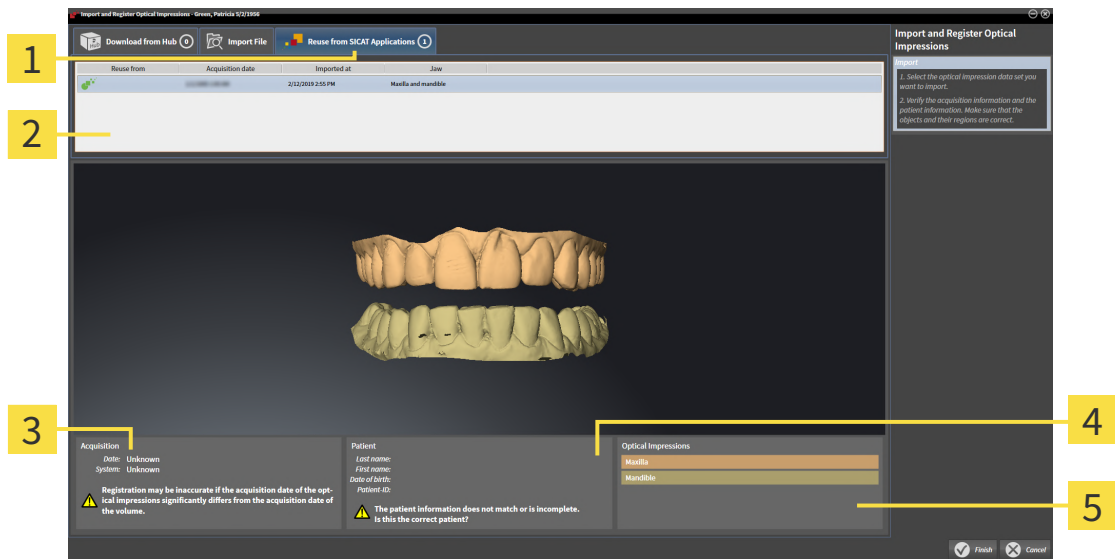 Import and Register Optical Impressions - Green, Patricia 5/2/1956
Hub
Download from Hub 0
Import File
Reuse from SICAT Applications 1
Reuse from Acquisition date Imported at Jaw
2/12/2019 2:55 PM Maxilla and mandible
Import and Register Optical
Impressions
Import
1. Select the optical impression data set you
want to import.
2. Verify the acquisition information and the
patient information. Make sure that the
objects and their regions are correct.
1
2
3
Acquisition
Date: Unknown
System: Unknown
Registration may be inaccurate if the acquisition date of the opt-
ical impressions significantly differs from the acquisition date of
the volume.
Patient
Last name:
First name:
Date of birth:
Patient-ID:
The patient information does not match or is incomplete.
Is this the correct patient?
Optical Impressions
Maxilla
Mandible
4
5
Finish Cancel